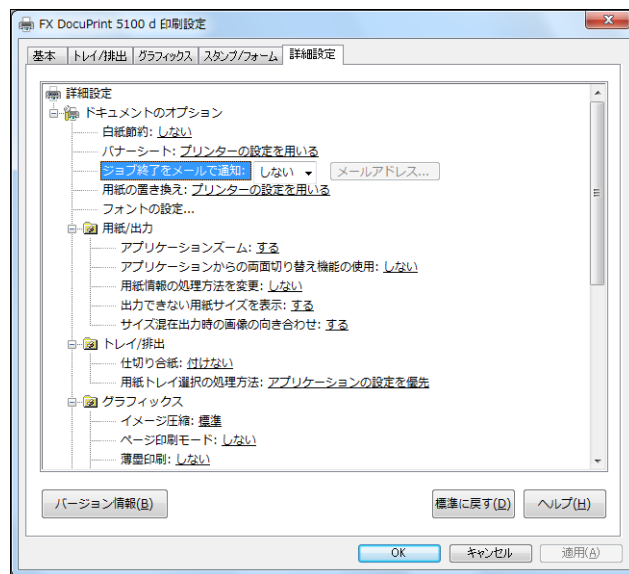 FX DocuPrint 5100 d 印刷設定
基本 トレイ/排出 グラフィックス スタンプ/フォーム 詳細設定
詳細設定
ドキュメントのオプション
白紙節約: しない
バナーシート: プリンターの設定を用いる
ジョブ終了をメールで通知: しない メールアドレス...
用紙の置き換え: プリンターの設定を用いる
フォントの設定...
用紙/出力
アプリケーションズーム: する
アプリケーションからの両面切り替え機能の使用: しない
用紙情報の処理方法を変更: しない
出力できない用紙サイズを表示: する
サイズ混在出力時の画像の向き合わせ: する
トレイ/排出
仕切り合紙: 付けない
用紙トレイ選択の処理方法: アプリケーションの設定を優先
グラフィックス
イメージ圧縮: 標準
ページ印刷モード: しない
薄墨印刷: しない
バージョン情報(B) 標準に戻す(D) ヘルプ(H)
OK キャンセル 適用(A)